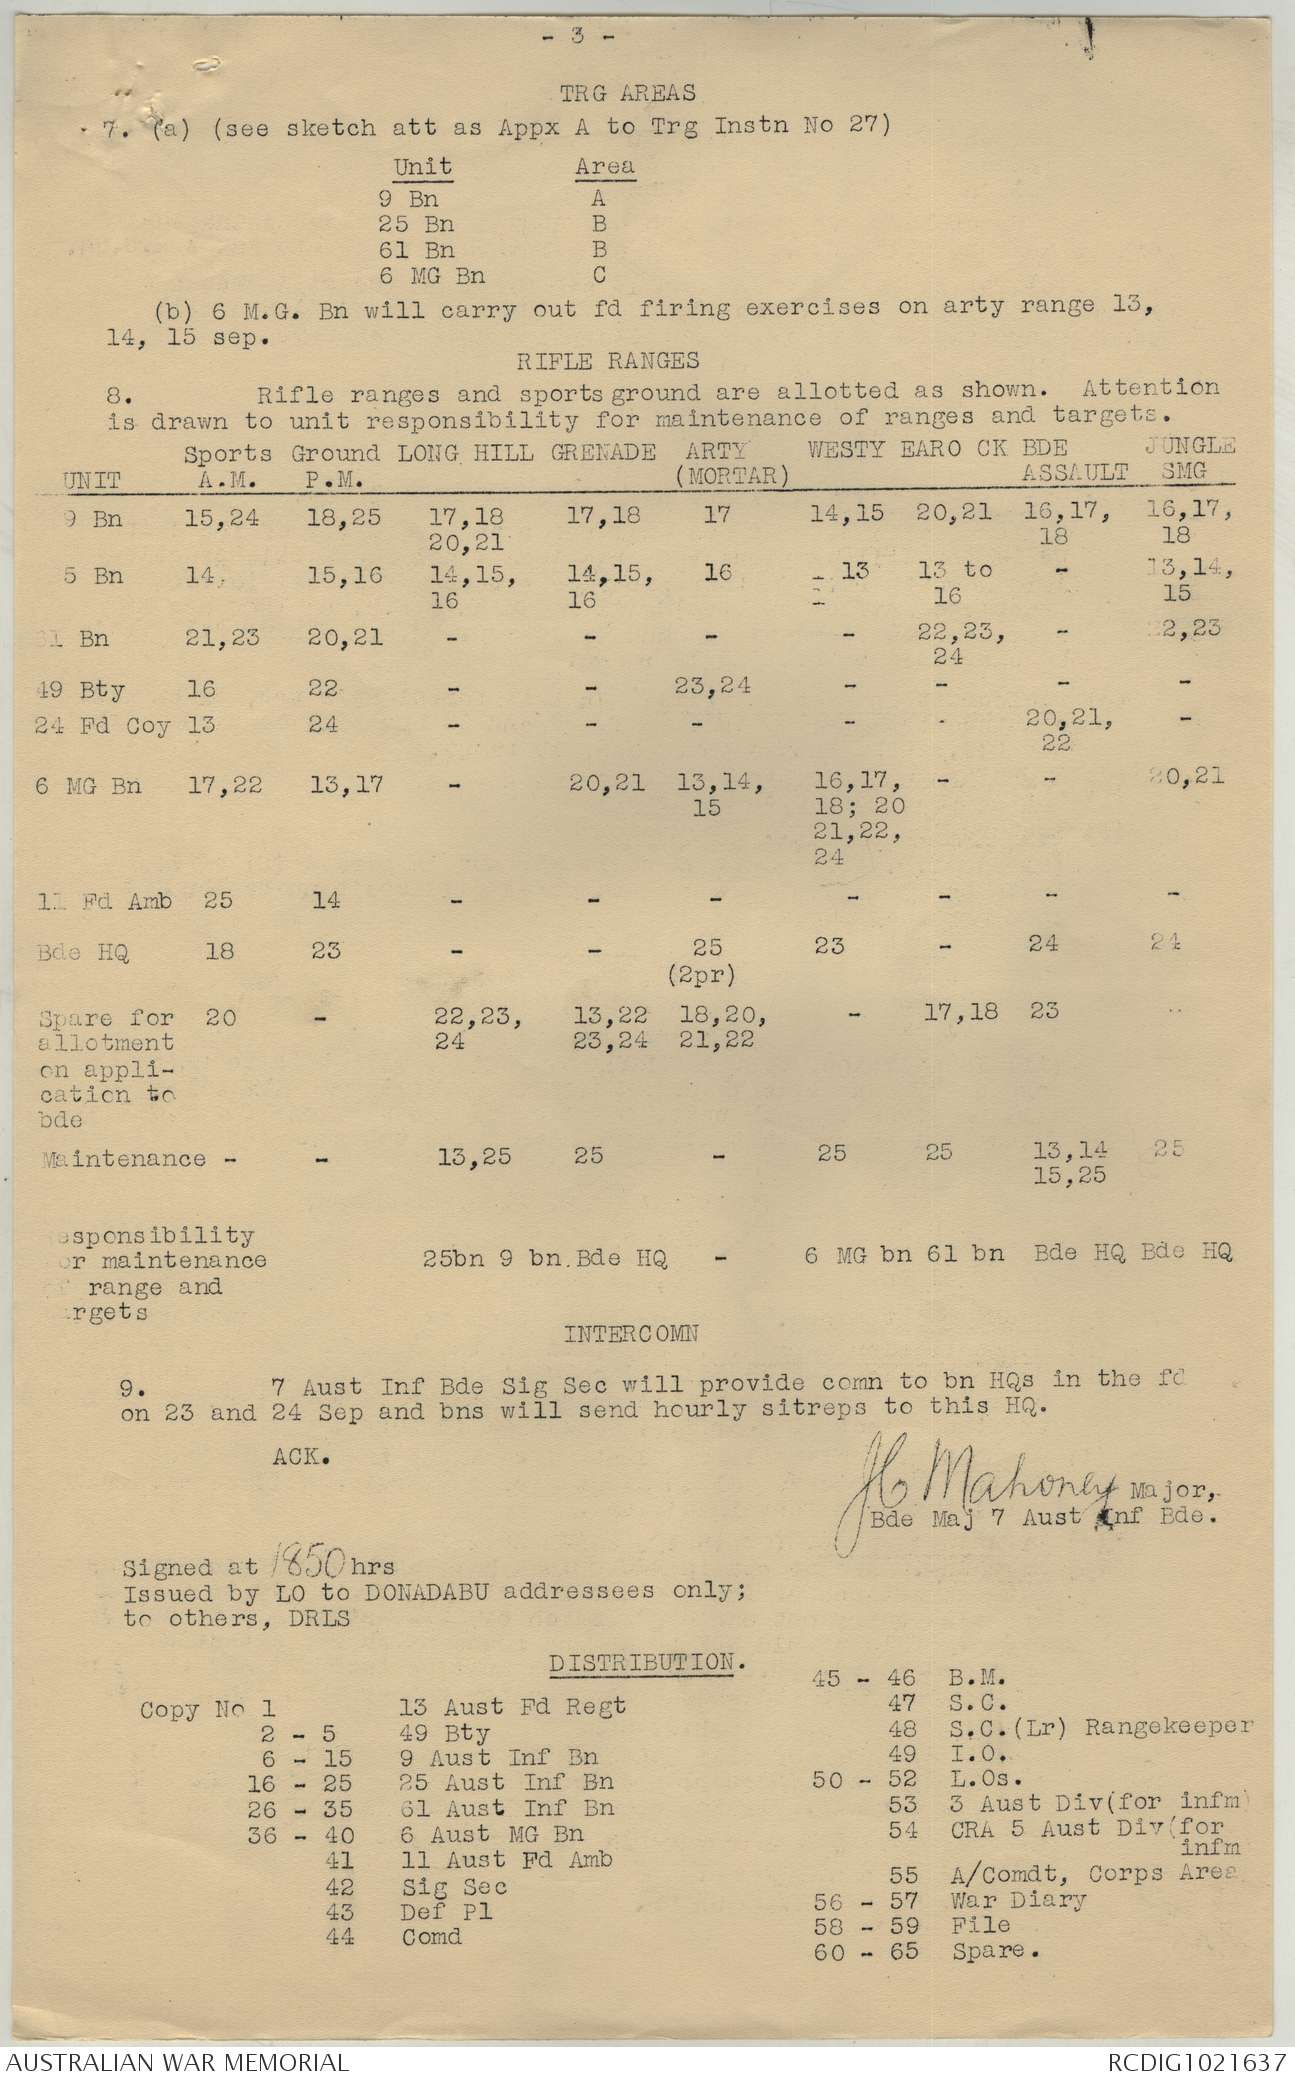 - 3 -
TRG AREAS
7. (a) (see sketch att as Appx A to Trg Instn No 27)
Unit Area
9 Bn A
25 Bn B
61 Bn B
6 MG Bn C
(b) 6 M.G. Bn will carry out fd firing exercises on arty range 13,
14, 15 sep.
RIFLE RANGES
8. Rifle ranges and sports ground are allotted as shown. Attention
is drawn to unit responsibility for maintenance of ranges and targets.
Sports Ground LONG HILL GRENADE ARTY WESTY EARO CK BDE JUNGLE
UNIT A.M. P.M. (MORTAR) ASSAULT SMG
9 Bn 15,24 18,25 17,18 17,18 17 14,15 20,21 16,17, 16,17,
20,21 18 18
5 Bn 14 15,16 14,15, 14,15, 16 13 13 to - 13,14,
16 16 16 15
1 Bn 21,23 20,21 - - - - 22,23, - 2,23
24
49 Bty 16 22 - - 23,24 - - - -
24 Fd Coy 13 24 - - - - - 20,21, -
22
6 MG Bn 17,22 13,17 - 20,21 13,14, 16,17, - - 20,21
15 18; 20
21,22,
24
11 Fd Amb 25 14 - - - - - - -
Bde HQ 18 23 - - 25 23 - 24 24
(2pr)
Spare for 20 - 22,23, 13,22 18,20, - 17,18 23 -
allotment 24 23,24 21,22
on appli-
cation to
bde
Maintenance - - 13,25 25 - 25 25 13,14 25
15,25
esponsibility
or maintenance 25bn 9 bn. Bde HQ - 6 MG bn 61 bn Bde HQ Bde HQ
range and
rgets
INTERCOMN
9. 7 Aust Inf Bde Sig Sec will provide comn to bn HQs in the fd
on 23 and 24 Sep and bns will send hourly sitreps to this HQ.
ACK.
Mahoney Major,
Bde Maj 7 Aust Inf Bde.
Signed at 1850 hrs
Issued by LO to DONADABU addressees only;
to others, DRLS
DISTRIBUTION.
Copy No 1 13 Aust Fd Regt
2 - 5 49 Bty
6 - 15 9 Aust Inf Bn
16 - 25 25 Aust Inf Bn
26 - 35 61 Aust Inf Bn
36 - 40 6 Aust MG Bn
41 11 Aust Fd Amb
42 Sig Sec
43 Def Pl
44 Comd
45 - 46 B.M.
47 S.C.
48 S.C.(Lr) Rangekeeper
49 I.O.
50 - 52 L.Os.
53 3 Aust Div(for infm)
54 CRA 5 Aust Div(for
infm
55 A/Comdt, Corps Area
56 - 57 War Diary
58 - 59 File
60 - 65 Spare.
AUSTRALIAN WAR MEMORIAL RCDIG1021637